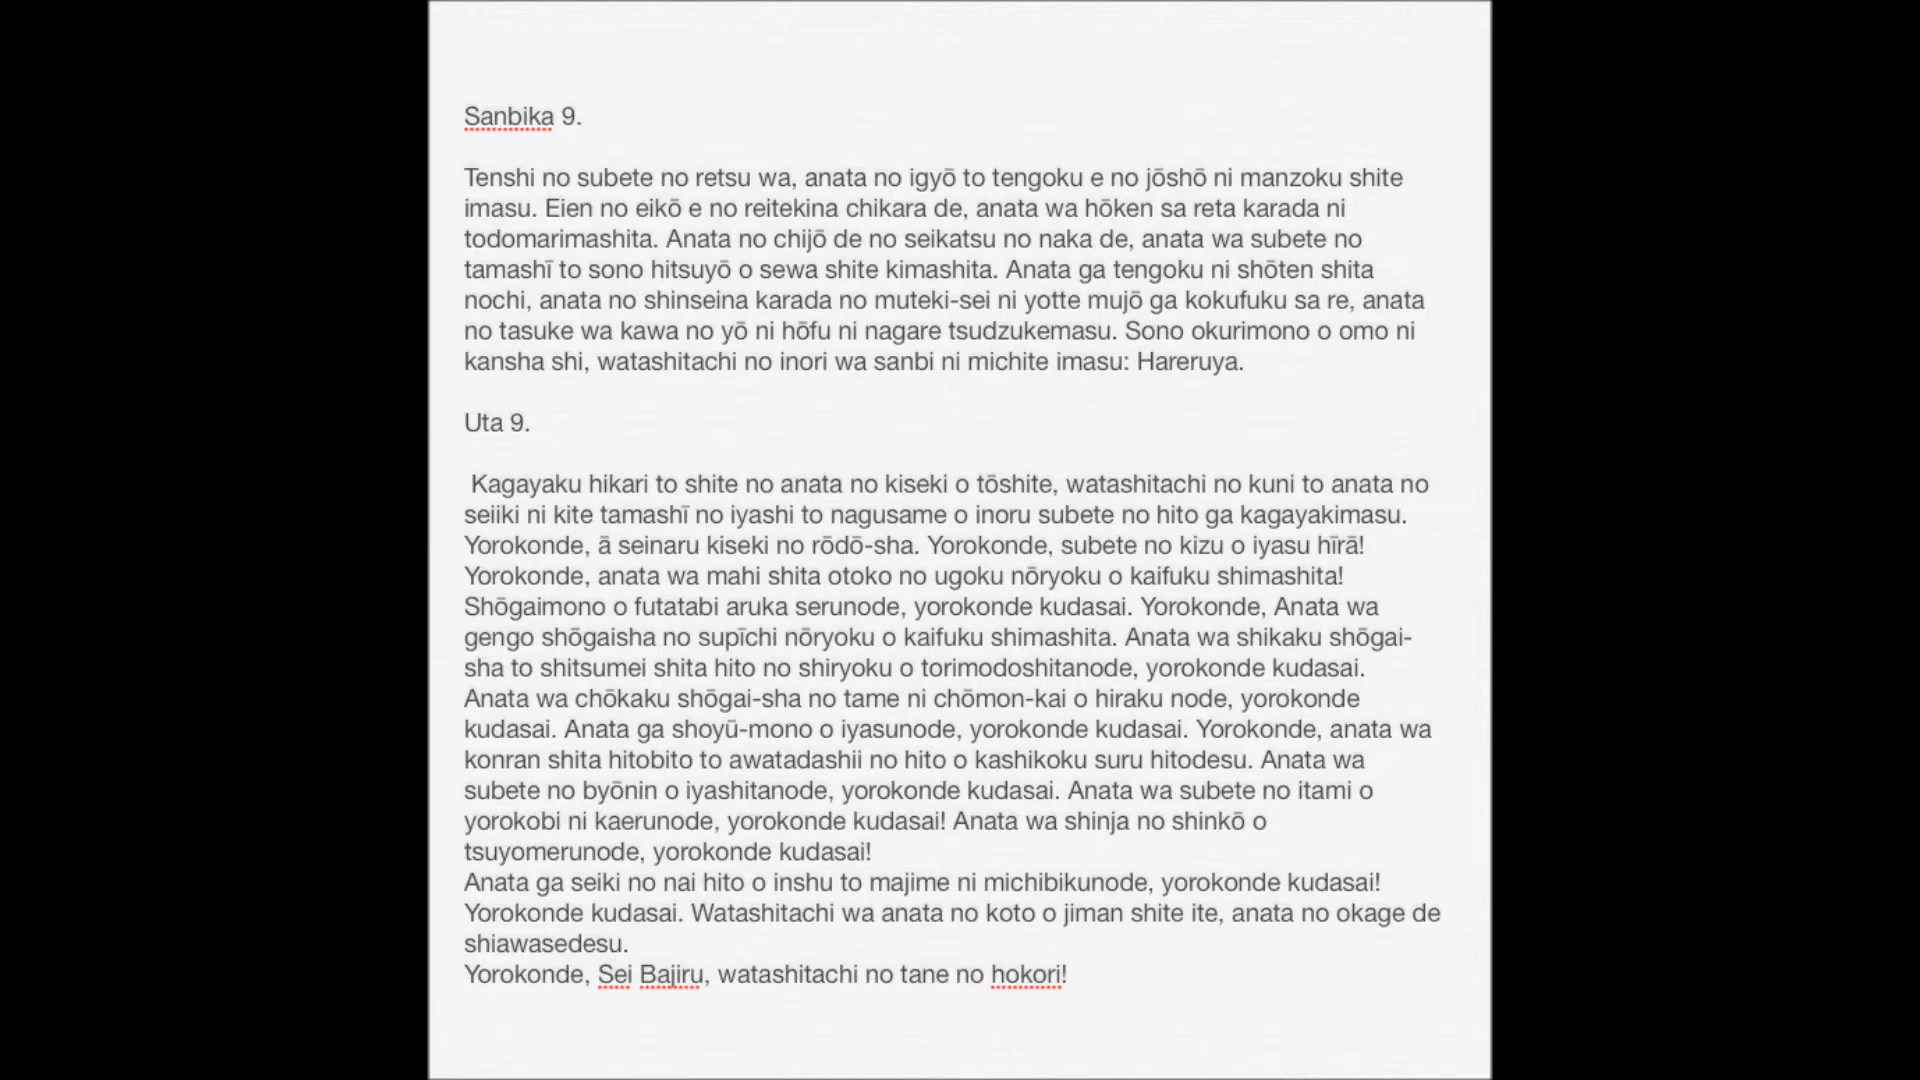 Sanbika 9.
Tenshi no subete no retsu wa, anata no igyō to tengoku e no jōshō ni manzoku shite
imasu. Eien no eikō e no reitekina chikara de, anata wa hōken sa reta karada ni
todomarimashita. Anata no chijō de no seikatsu no naka de, anata wa subete no
tamashī to sono hitsuyō o sewa shite kimashita. Anata ga tengoku ni shōten shita
nochi, anata no shinseina karada no muteki-sei ni yotte mujō ga kokufuku sa re, anata
no tasuke wa kawa no yō ni hōfu ni nagare tsudzukemasu. Sono okurimono o omo ni
kansha shi, watashitachi no inori wa sanbi ni michite imasu: Hareruya.
Uta 9.
Kagayaku hikari to shite no anata no kiseki o tōshite, watashitachi no kuni to anata no
seiiki ni kite tamashī no iyashi to nagusame o inoru subete no hito ga kagayakimasu.
Yorokonde, ā seinaru kiseki no rōdō-sha. Yorokonde, subete no kizu o iyasu hīrā!
Yorokonde, anata wa mahi shita otoko no ugoku nōryoku o kaifuku shimashita!
Shōgaimono o futatabi aruka serunode, yorokonde kudasai. Yorokonde, Anata wa
gengo shōgaisha no supīchi nōryoku o kaifuku shimashita. Anata wa shikaku shōgai-
sha to shitsumei shita hito no shiryoku o torimodoshitanode, yorokonde kudasai.
Anata wa chōkaku shōgai-sha no tame ni chōmon-kai o hiraku node, yorokonde
kudasai. Anata ga shoyū-mono o iyasunode, yorokonde kudasai. Yorokonde, anata wa
konran shita hitobito to awatadashii no hito o kashikoku suru hitodesu. Anata wa
subete no byōnin o iyashitanode, yorokonde kudasai. Anata wa subete no itami o
yorokobi ni kaerunode, yorokonde kudasai! Anata wa shinja no shinkō o
tsuyomerunode, yorokonde kudasai!
Anata ga seiki no nai hito o inshu to majime ni michibikunode, yorokonde kudasai!
Yorokonde kudasai. Watashitachi wa anata no koto o jiman shite ite, anata no okage de
shiawasedesu.
Yorokonde, Sei Bajiru, watashitachi no tane no hokori!